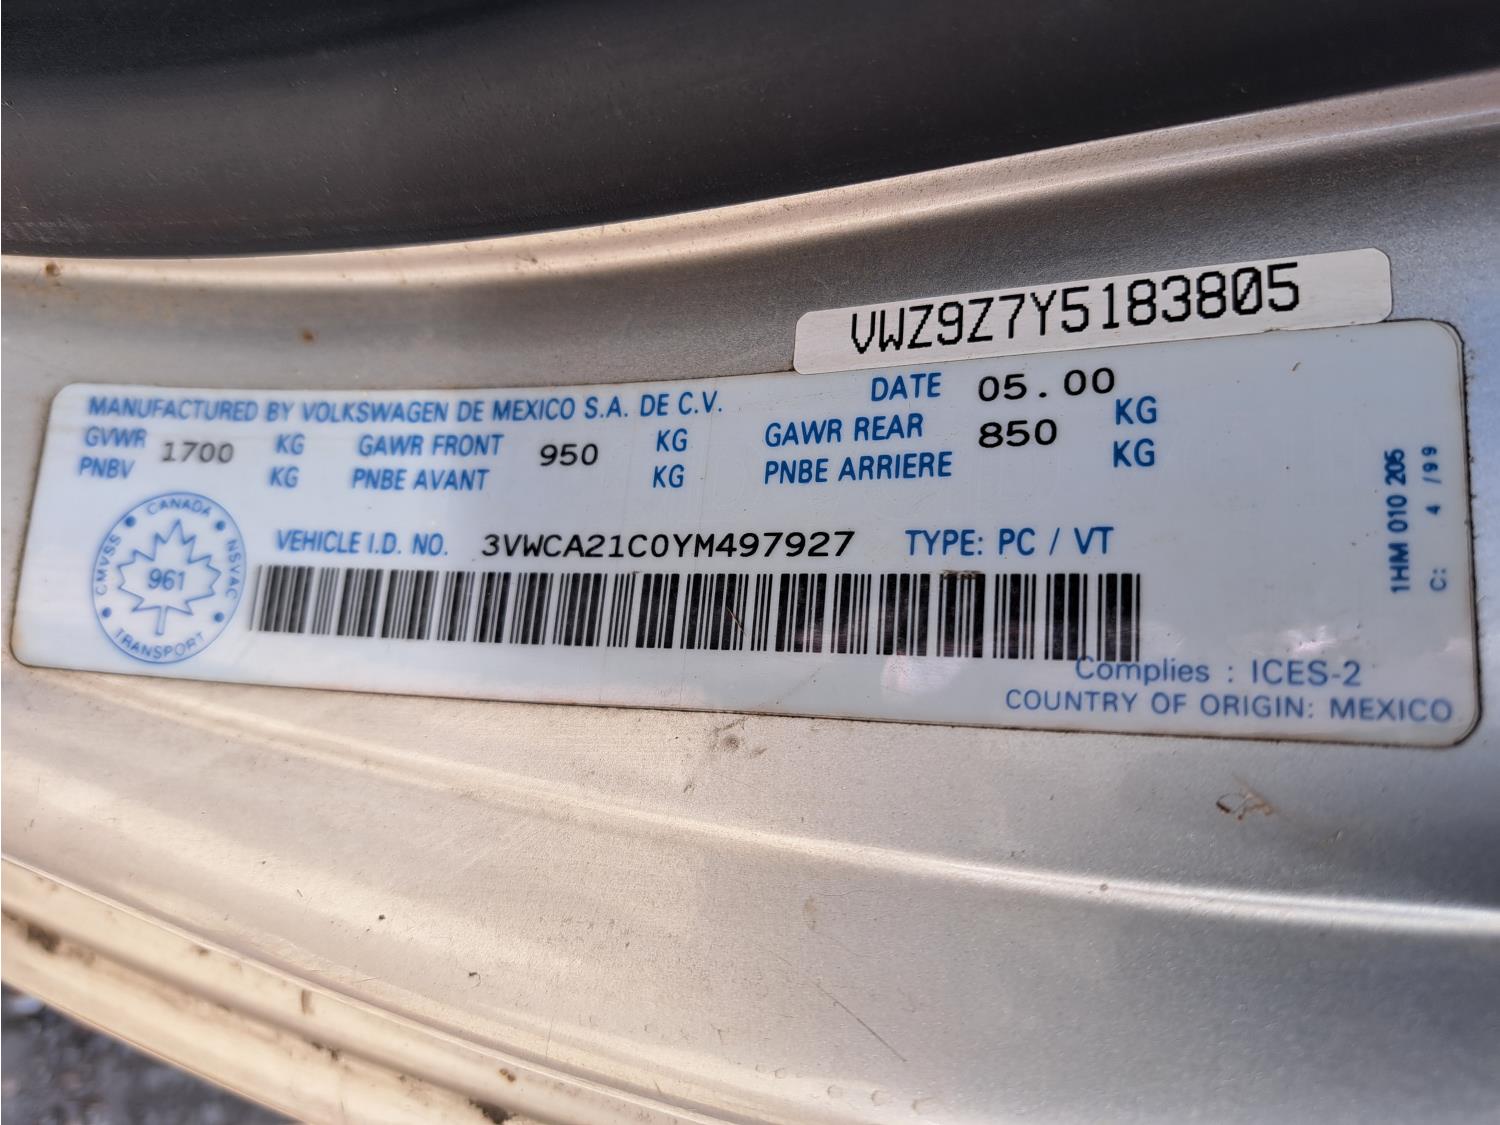 VWZ9Z7Y5183805
MANUFACTURED BY VOLKSWAGEN DE MEXICO S.A. DE C.V. DATE 05.00
GVWR 1700 KG GAWR FRONT 950 KG GAWR REAR 850 KG
PNBV KG PNBE AVANT KG PNBE ARRIERE KG
CANADA
CMVSS NSVAC
961
TRANSPORT
VEHICLE I.D. NO. 3VWCA21C0YM497927 TYPE: PC / VT
Complies : ICES-2
COUNTRY OF ORIGIN: MEXICO
1HM 010 205
C: 4 /99